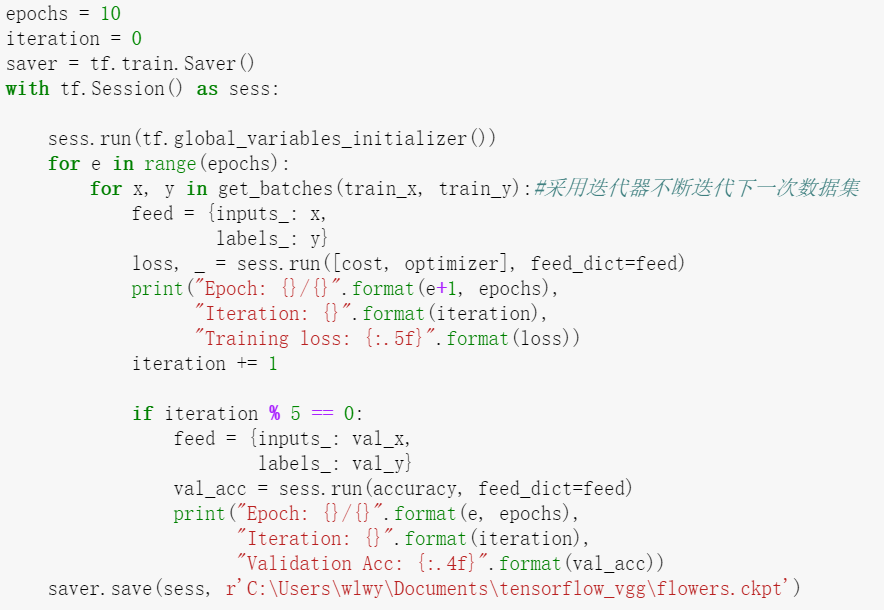 epochs = 10
iteration = 0
saver = tf.train.Saver()
with tf.Session() as sess:

    sess.run(tf.global_variables_initializer())
    for e in range(epochs):
        for x, y in get_batches(train_x, train_y):#采用迭代器不断迭代下一次数据集
            feed = {inputs_: x,
                    labels_: y}
            loss, _ = sess.run([cost, optimizer], feed_dict=feed)
            print("Epoch: {}/{}".format(e+1, epochs),
                  "Iteration: {}".format(iteration),
                  "Training loss: {:.5f}".format(loss))
            iteration += 1

            if iteration % 5 == 0:
                feed = {inputs_: val_x,
                        labels_: val_y}
                val_acc = sess.run(accuracy, feed_dict=feed)
                print("Epoch: {}/{}".format(e, epochs),
                      "Iteration: {}".format(iteration),
                      "Validation Acc: {:.4f}".format(val_acc))
    saver.save(sess, r'C:\Users\wlwy\Documents\tensorflow_vgg\flowers.ckpt')